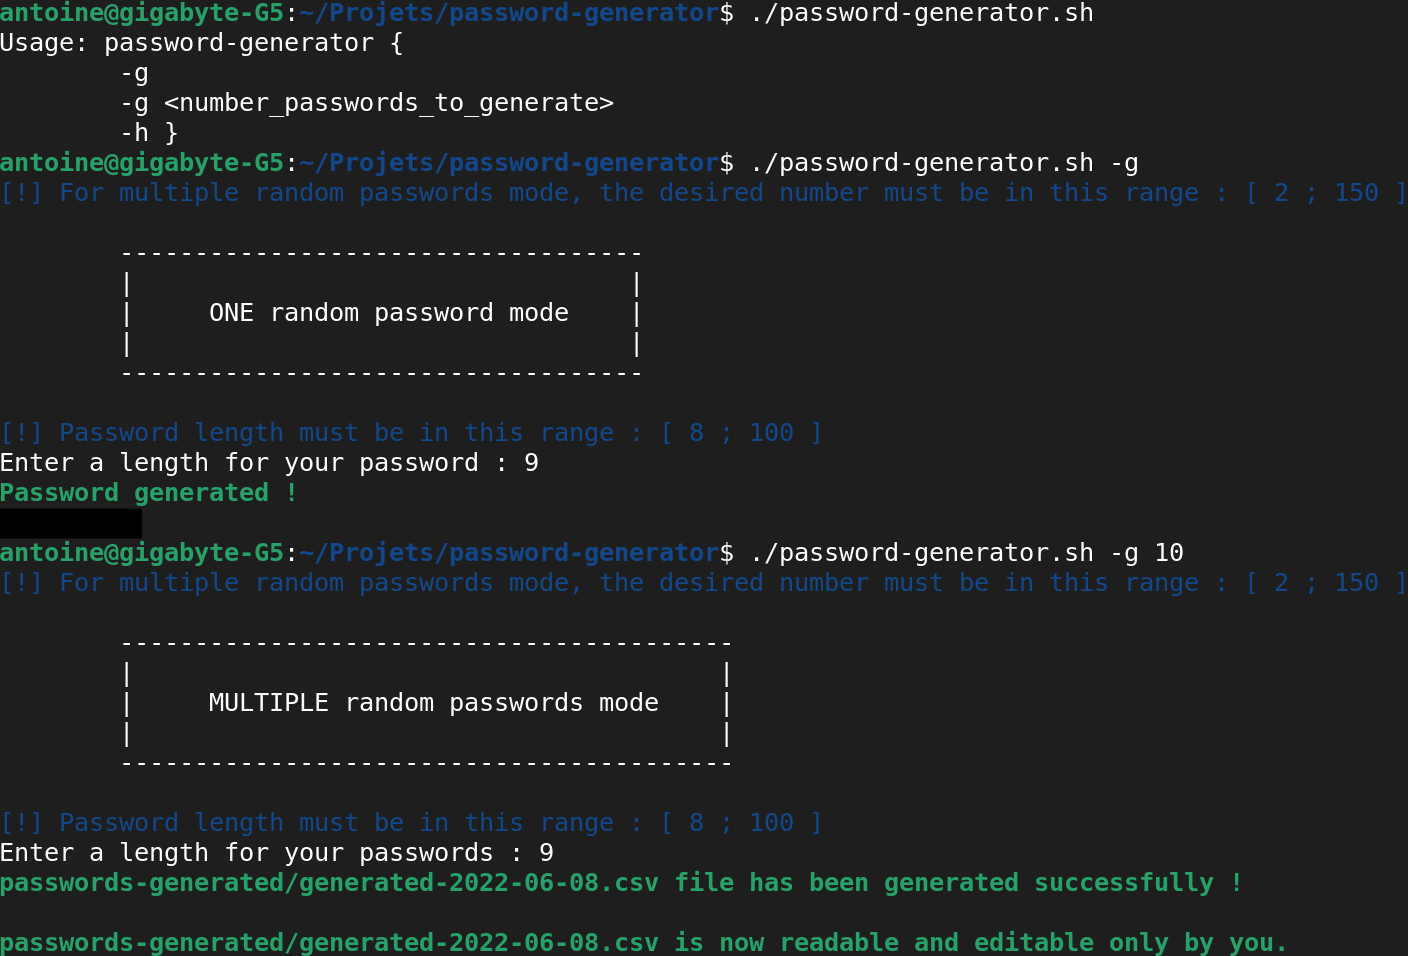 antoine@gigabyte-G5:~/Projets/password-generator$ ./password-generator.sh
Usage: password-generator {
        -g
        -g <number_passwords_to_generate>
        -h }
antoine@gigabyte-G5:~/Projets/password-generator$ ./password-generator.sh -g
[!] For multiple random passwords mode, the desired number must be in this range : [ 2 ; 150 ]

        -----------------------------------
        |                                 |
        |     ONE random password mode    |
        |                                 |
        -----------------------------------

[!] Password length must be in this range : [ 8 ; 100 ]
Enter a length for your password : 9
Password generated !
antoine@gigabyte-G5:~/Projets/password-generator$ ./password-generator.sh -g 10
[!] For multiple random passwords mode, the desired number must be in this range : [ 2 ; 150 ]

        -----------------------------------------
        |                                       |
        |     MULTIPLE random passwords mode    |
        |                                       |
        -----------------------------------------

[!] Password length must be in this range : [ 8 ; 100 ]
Enter a length for your passwords : 9
passwords-generated/generated-2022-06-08.csv file has been generated successfully !

passwords-generated/generated-2022-06-08.csv is now readable and editable only by you.